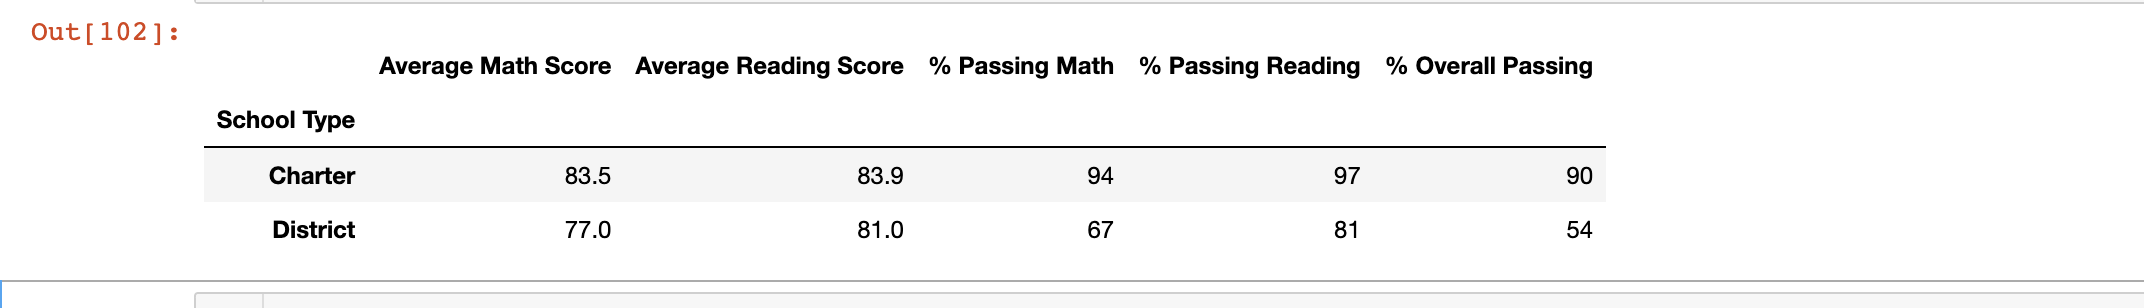 Out[102]:
Average Math Score Average Reading Score % Passing Math % Passing Reading % Overall Passing
School Type
Charter 83.5 83.9 94 97 90
District 77.0 81.0 67 81 54